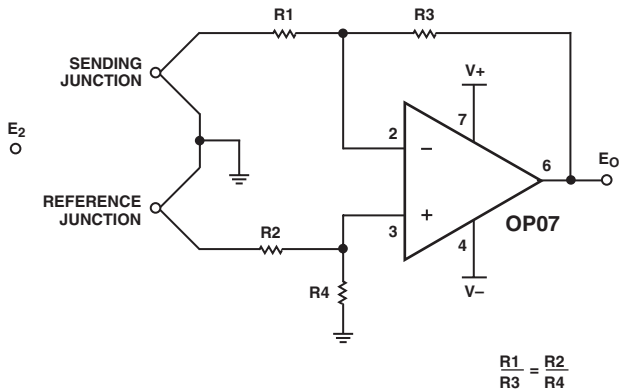 R1
R3
SENDING
JUNCTION
V+
7
E2
2
−
6
EO
REFERENCE
JUNCTION
+
3
OP07
R2
4
R4
V–
R1 = R2
R3 R4